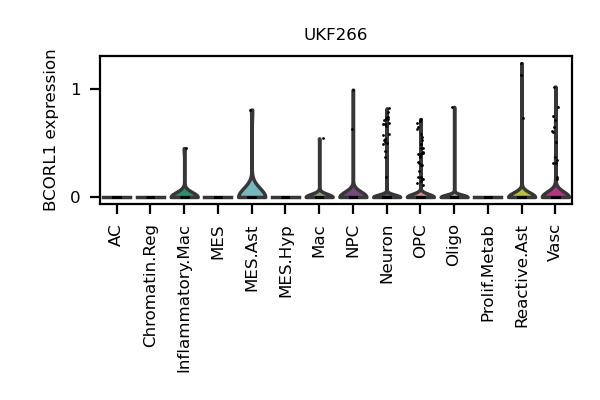 UKF266
BCORL1 expression
1
0
AC
Chromatin.Reg
Inflammatory.Mac
MES
MES.Ast
MES.Hyp
Mac
NPC
Neuron
OPC
Oligo
Prolif.Metab
Reactive.Ast
Vasc